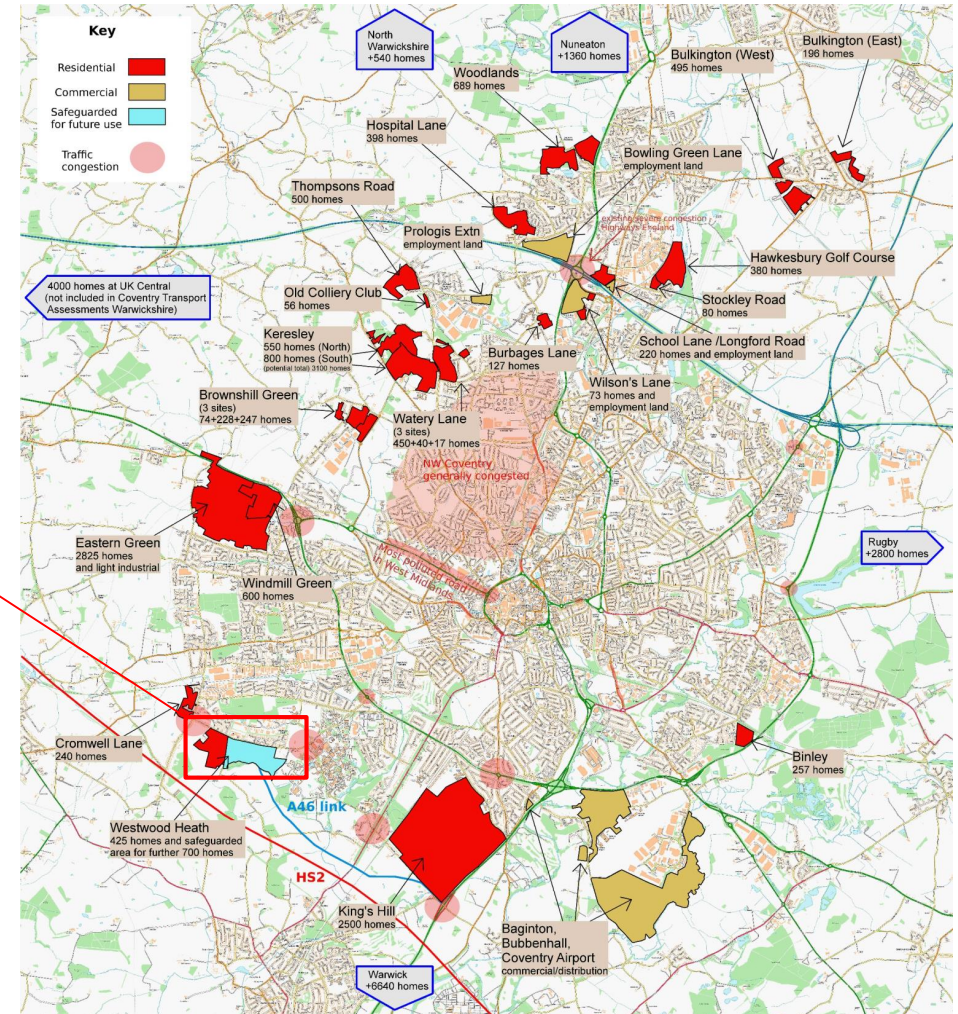 Key
Residential
Commercial
Safeguarded
for future use
Traffic
congestion
North
Warwickshire
+540 homes
Nuneaton
+1360 homes
Bulkington (West)
495 homes
Bulkington (East)
196 homes
Woodlands
689 homes
Hospital Lane
398 homes
Bowling Green Lane
employment land
Thompsons Road
500 homes
Prologis Extn
employment land
existing severe congestion
Highways England
4000 homes at UK Central
(not included in Coventry Transport
Assessments Warwickshire)
Old Colliery Club
56 homes
Hawkesbury Golf Course
380 homes
Stockley Road
80 homes
Keresley
550 homes (North)
800 homes (South)
(potential total) 3100 homes
Burbages Lane
127 homes
School Lane /Longford Road
220 homes and employment land
Wilson's Lane
73 homes and
employment land
Brownshill Green
(3 sites)
74+228+247 homes
Watery Lane
(3 sites)
450+40+17 homes
NW Coventry
generally congested
Eastern Green
2825 homes
and light industrial
Windmill Green
600 homes
Most polluted road
in West Midlands
Rugby
+2800 homes
Cromwell Lane
240 homes
Binley
257 homes
A46 link
Westwood Heath
425 homes and safeguarded
area for further 700 homes
HS2
King's Hill
2500 homes
Baginton,
Bubbenhall,
Coventry Airport
commercial/distribution
Warwick
+6640 homes